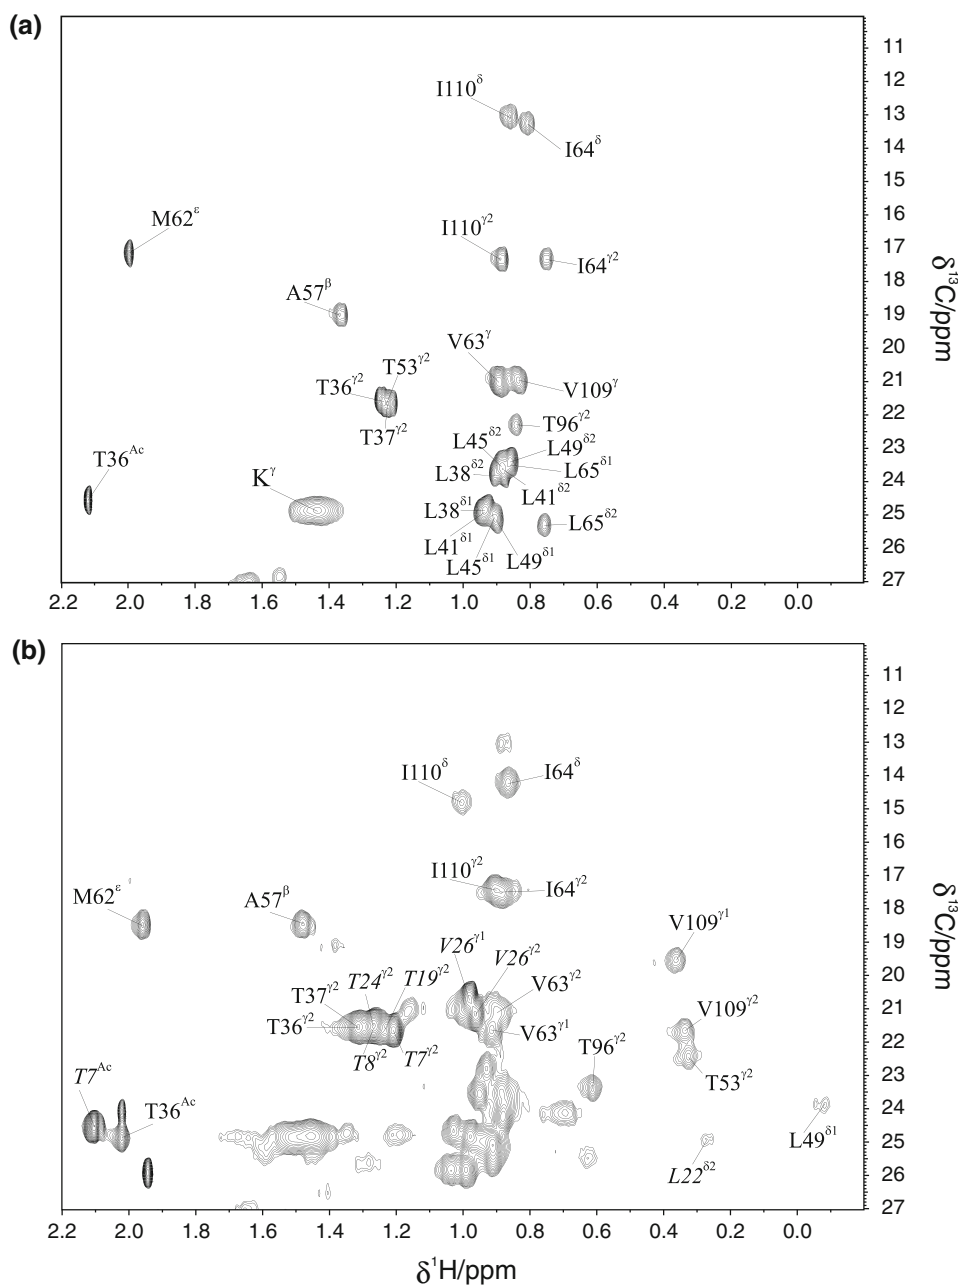 (a)
11
12
I110δ
13
14
I64δ
15
16
M62ε
I110γ2
17
I64γ2
18
A57β
19
δ13C/ppm
20
V63γ
T53γ2
21
T36γ2
V109γ
22
T37γ2
T96γ2
L45δ2
L49δ2
23
T36Ac
L38δ2
L65δ1
Kγ
L41δ2
24
L38δ1
25
L65δ2
L41δ1
L45δ1
L49δ1
26
27
2.2 2.0 1.6 1.4 1.2 1.0 0.8 0.6 0.4 0.2 0.0
(b)
11
12
13
I110δ
I64δ
14
15
16
I110γ2
17
M62ε
A57β
I64γ2
18
V109γ1
δ13C/ppm
19
V26γ1
V26γ2
T24γ2
T19γ2
20
T37γ2
V63γ2
21
T36γ2
V109γ2
V63γ1
22
T8γ2
T7γ2
T96γ2
T53γ2
23
T7Ac
T36Ac
24
L49δ1
25
L22δ2
26
27
2.2 2.0 1.8 1.6 1.4 1.2 1.0 0.8 0.6 0.4 0.2 0.0
δ1H/ppm